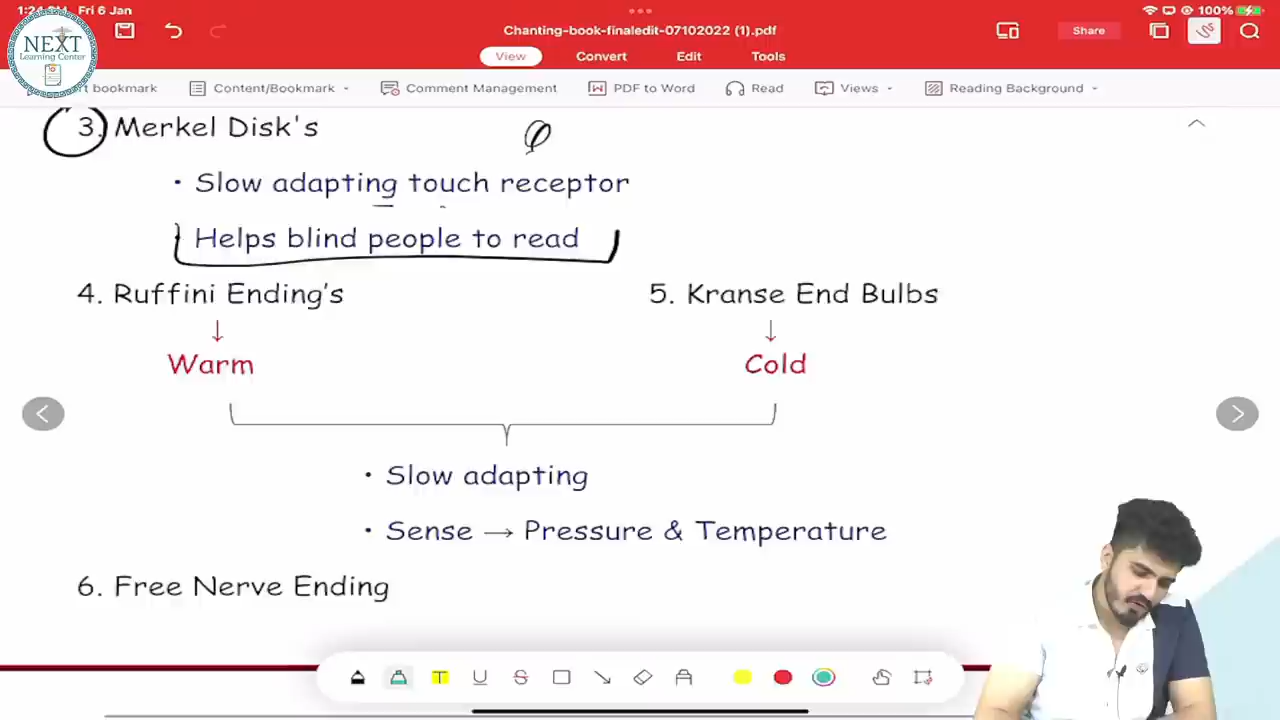 1:24 PM Fri 6 Jan
100%
NEXT
Learning Center
Chanting-book-finaledit-07102022 (1).pdf
Share
View
Convert
Edit
Tools
bookmark
Content/Bookmark
Comment Management
PDF to Word
Read
Views
Reading Background
3. Merkel Disk's
• Slow adapting touch receptor
• Helps blind people to read
4. Ruffini Ending's
5. Kranse End Bulbs
↓
↓
Warm
Cold
• Slow adapting
• Sense → Pressure & Temperature
6. Free Nerve Ending
T
U
S